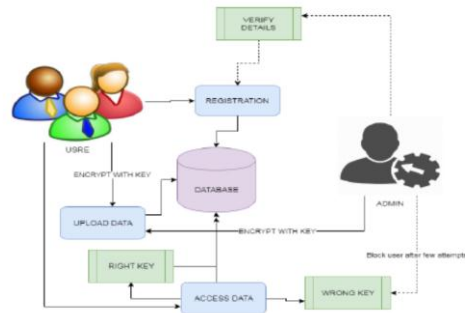 VERIFY
DETAILS
REGISTRATION
USRE
ENCRYPT WITH KEY
DATABASE
ADMIN
UPLOAD DATA
ENCRYPT WITH KEY
Block user after few attempts
RIGHT KEY
ACCESS DATA
WRONG KEY